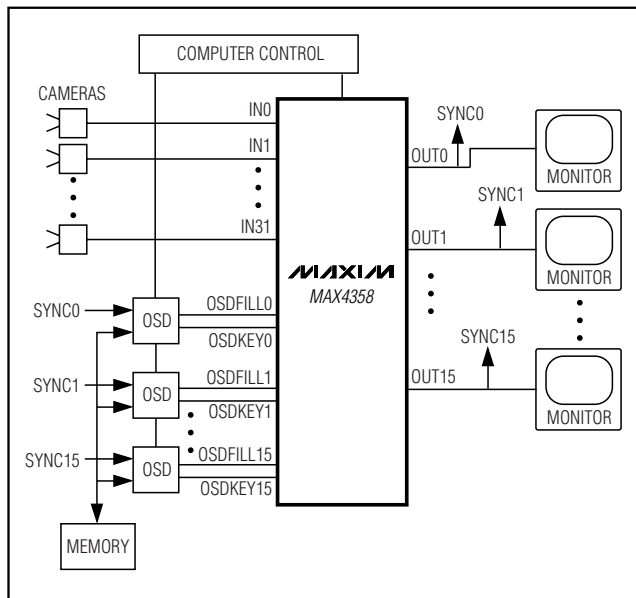 COMPUTER CONTROL
CAMERAS
IN0
IN1
IN31
SYNC0
OSD
OSDFILL0
OSDKEY0
SYNC1
OSD
OSDFILL1
OSDKEY1
SYNC15
OSD
OSDFILL15
OSDKEY15
MEMORY
MAXIM
MAX4358
SYNC0
OUT0
MONITOR
SYNC1
OUT1
MONITOR
SYNC15
OUT15
MONITOR